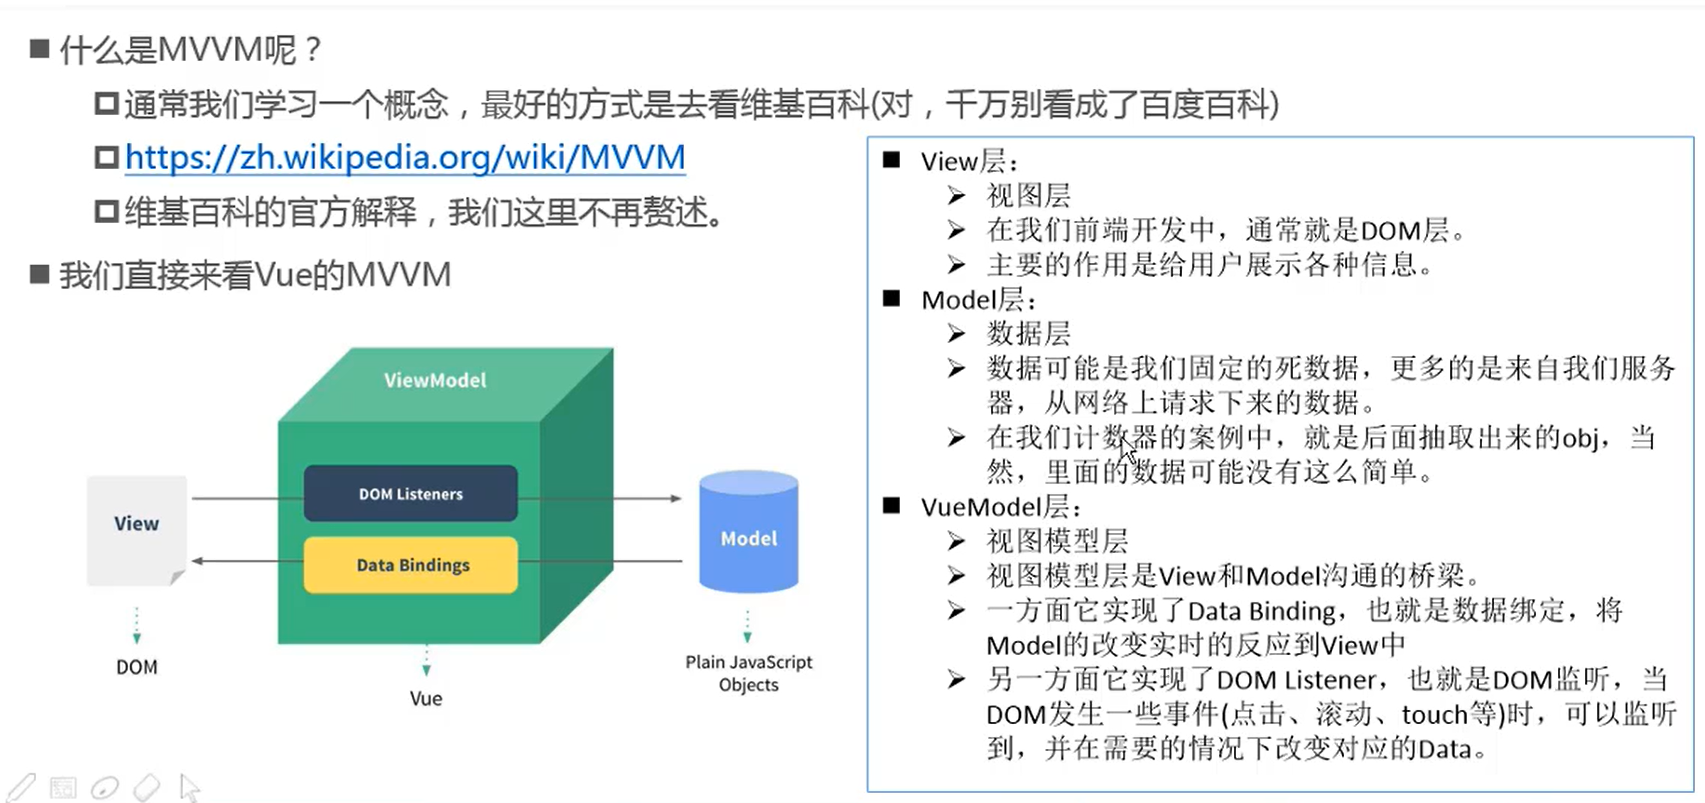 什么是MVVM呢？
通常我们学习一个概念，最好的方式是去看维基百科(对，千万别看成了百度百科)
https://zh.wikipedia.org/wiki/MVVM
维基百科的官方解释，我们这里不再赘述。
我们直接来看Vue的MVVM
ViewModel
DOM Listeners
View
Model
Data Bindings
DOM
Vue
Plain JavaScript
Objects
View层：
视图层
在我们前端开发中，通常就是DOM层。
主要的作用是给用户展示各种信息。
Model层：
数据层
数据可能是我们固定的死数据，更多的是来自我们服务
器，从网络上请求下来的数据。
在我们计数器的案例中，就是后面抽取出来的obj，当
然，里面的数据可能没有这么简单。
VueModel层：
视图模型层
视图模型层是View和Model沟通的桥梁。
一方面它实现了Data Binding，也就是数据绑定，将
Model的改变实时的反应到View中
另一方面它实现了DOM Listener，也就是DOM监听，当
DOM发生一些事件(点击、滚动、touch等)时，可以监听
到，并在需要的情况下改变对应的Data。